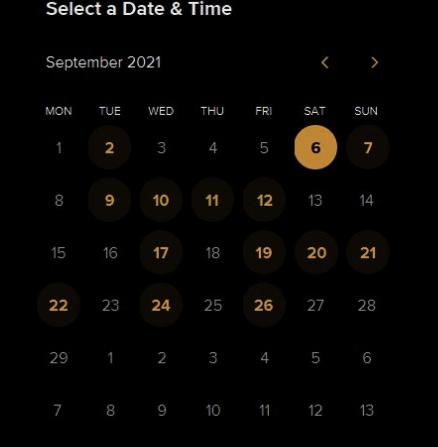 Select a Date & Time
September 2021
MON TUE WED THU FRI SAT SUN
1 2 3 4 5 6 7
8 9 10 11 12 13 14
15 16 17 18 19 20 21
22 23 24 25 26 27 28
29 1 2 3 4 5 6
7 8 9 10 11 12 13